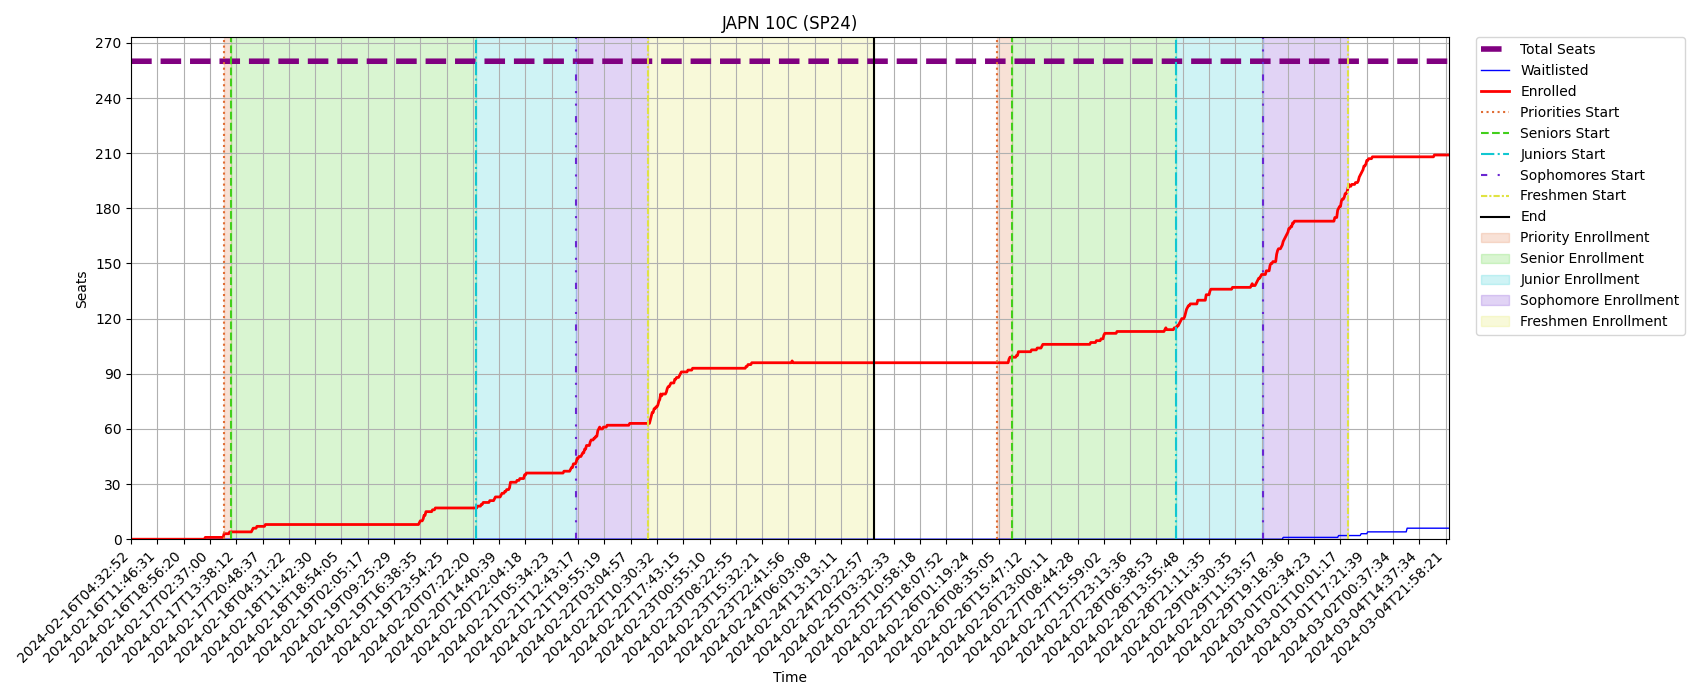 JAPN 10C (SP24)
270
240
210
180
150
120
90
60
30
0
Seats
2024-02-16T04:32:52
2024-02-16T11:46:31
2024-02-16T18:56:20
2024-02-17T02:37:00
2024-02-17T13:38:12
2024-02-17T20:48:37
2024-02-18T04:31:22
2024-02-18T11:42:30
2024-02-18T18:54:05
2024-02-19T02:05:17
2024-02-19T09:25:29
2024-02-19T16:38:35
2024-02-19T23:54:25
2024-02-20T07:22:20
2024-02-20T14:40:39
2024-02-20T22:04:18
2024-02-21T05:34:23
2024-02-21T12:43:17
2024-02-21T19:55:19
2024-02-22T03:04:57
2024-02-22T10:30:32
2024-02-22T17:43:15
2024-02-23T00:55:10
2024-02-23T08:22:55
2024-02-23T15:32:21
2024-02-23T22:41:56
2024-02-24T06:03:08
2024-02-24T13:13:11
2024-02-24T20:22:57
2024-02-25T03:32:33
2024-02-25T10:58:19
2024-02-25T18:07:52
2024-02-26T01:19:24
2024-02-26T08:35:05
2024-02-26T15:47:12
2024-02-26T23:00:11
2024-02-27T08:44:28
2024-02-27T15:59:02
2024-02-27T23:13:36
2024-02-28T06:38:53
2024-02-28T13:55:48
2024-02-28T21:11:35
2024-02-29T04:30:35
2024-02-29T11:53:57
2024-02-29T19:18:36
2024-03-01T02:34:23
2024-03-01T10:01:17
2024-03-01T17:21:39
2024-03-02T00:37:34
2024-03-04T14:37:34
2024-03-04T21:58:21
Time
Total Seats
Waitlisted
Enrolled
Priorities Start
Seniors Start
Juniors Start
Sophomores Start
Freshmen Start
End
Priority Enrollment
Senior Enrollment
Junior Enrollment
Sophomore Enrollment
Freshmen Enrollment